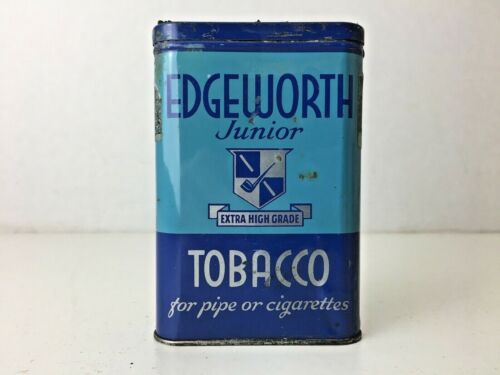 EDGEWORTH
Junior
EXTRA HIGH GRADE
TOBACCO
for pipe or cigarettes